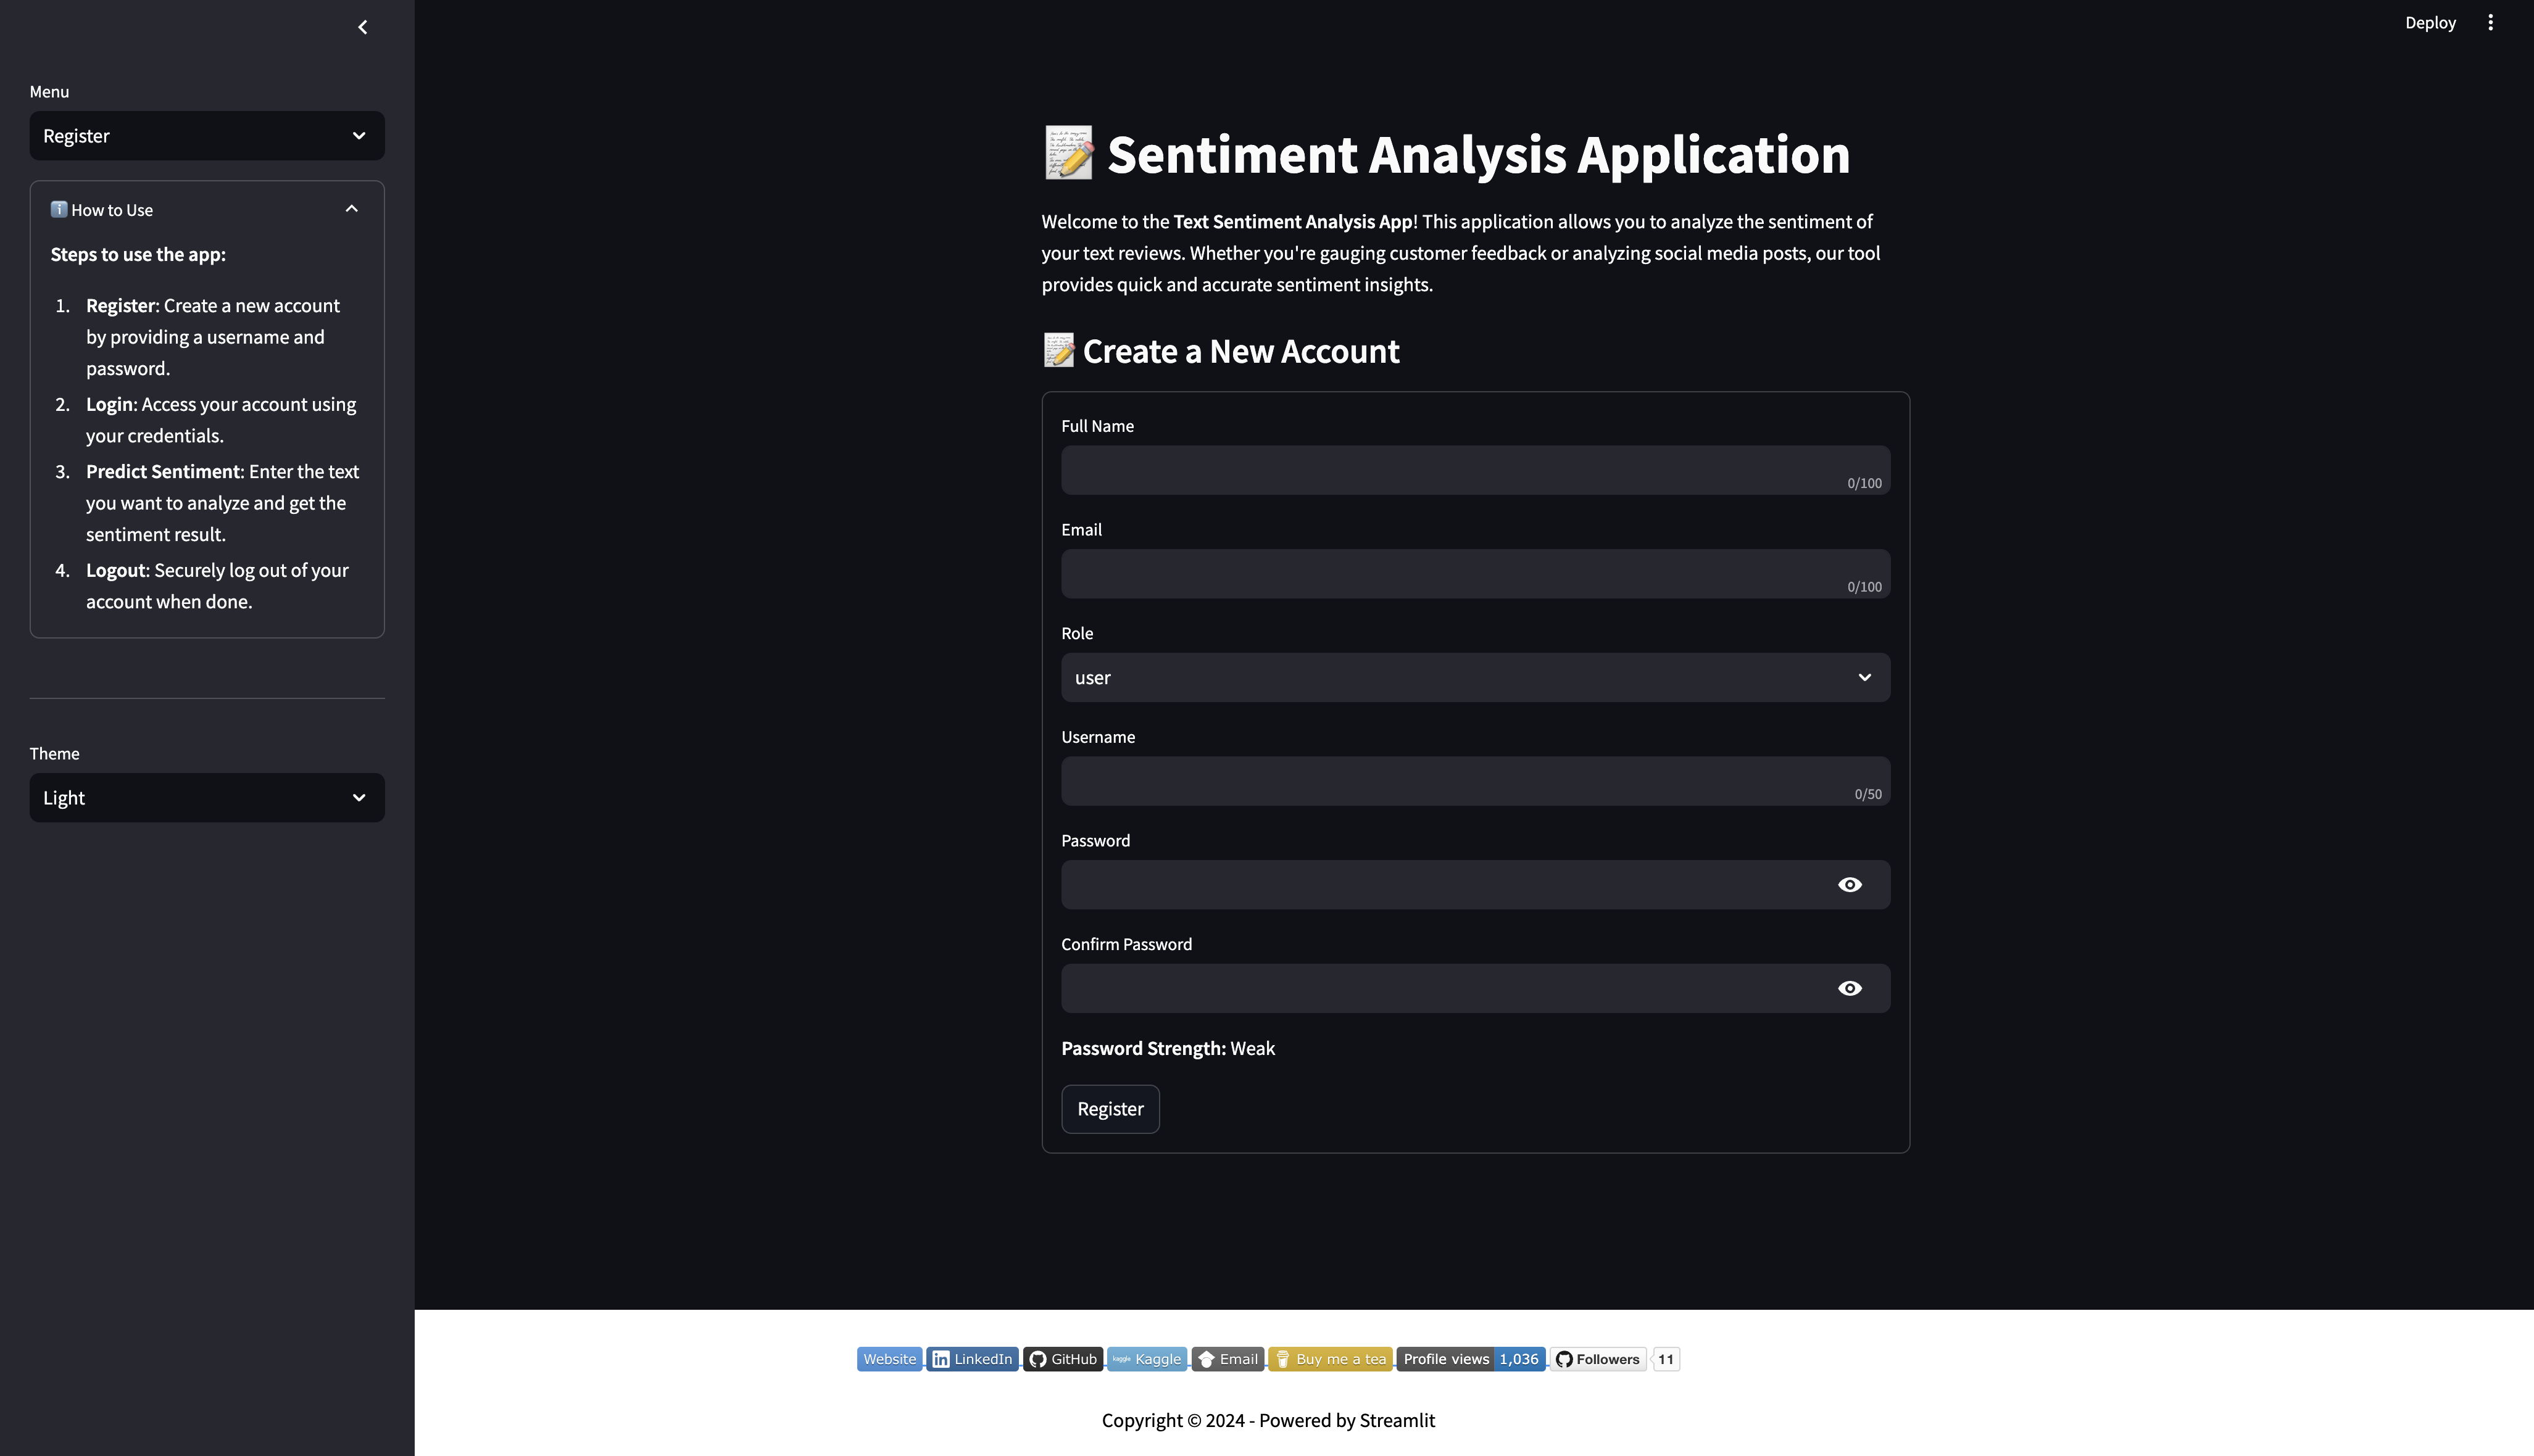 Deploy
Menu
Register
How to Use
Steps to use the app:
1. Register: Create a new account
by providing a username and
password.
2. Login: Access your account using
your credentials.
3. Predict Sentiment: Enter the text
you want to analyze and get the
sentiment result.
4. Logout: Securely log out of your
account when done.
Theme
Light
Sentiment Analysis Application
Welcome to the Text Sentiment Analysis App! This application allows you to analyze the sentiment of
your text reviews. Whether you're gauging customer feedback or analyzing social media posts, our tool
provides quick and accurate sentiment insights.
Create a New Account
Full Name
0/100
Email
0/100
Role
user
Username
0/50
Password
Confirm Password
Password Strength: Weak
Register
Website LinkedIn GitHub kaggle Kaggle Email Buy me a tea Profile views 1,036 Followers 11
Copyright © 2024 - Powered by Streamlit